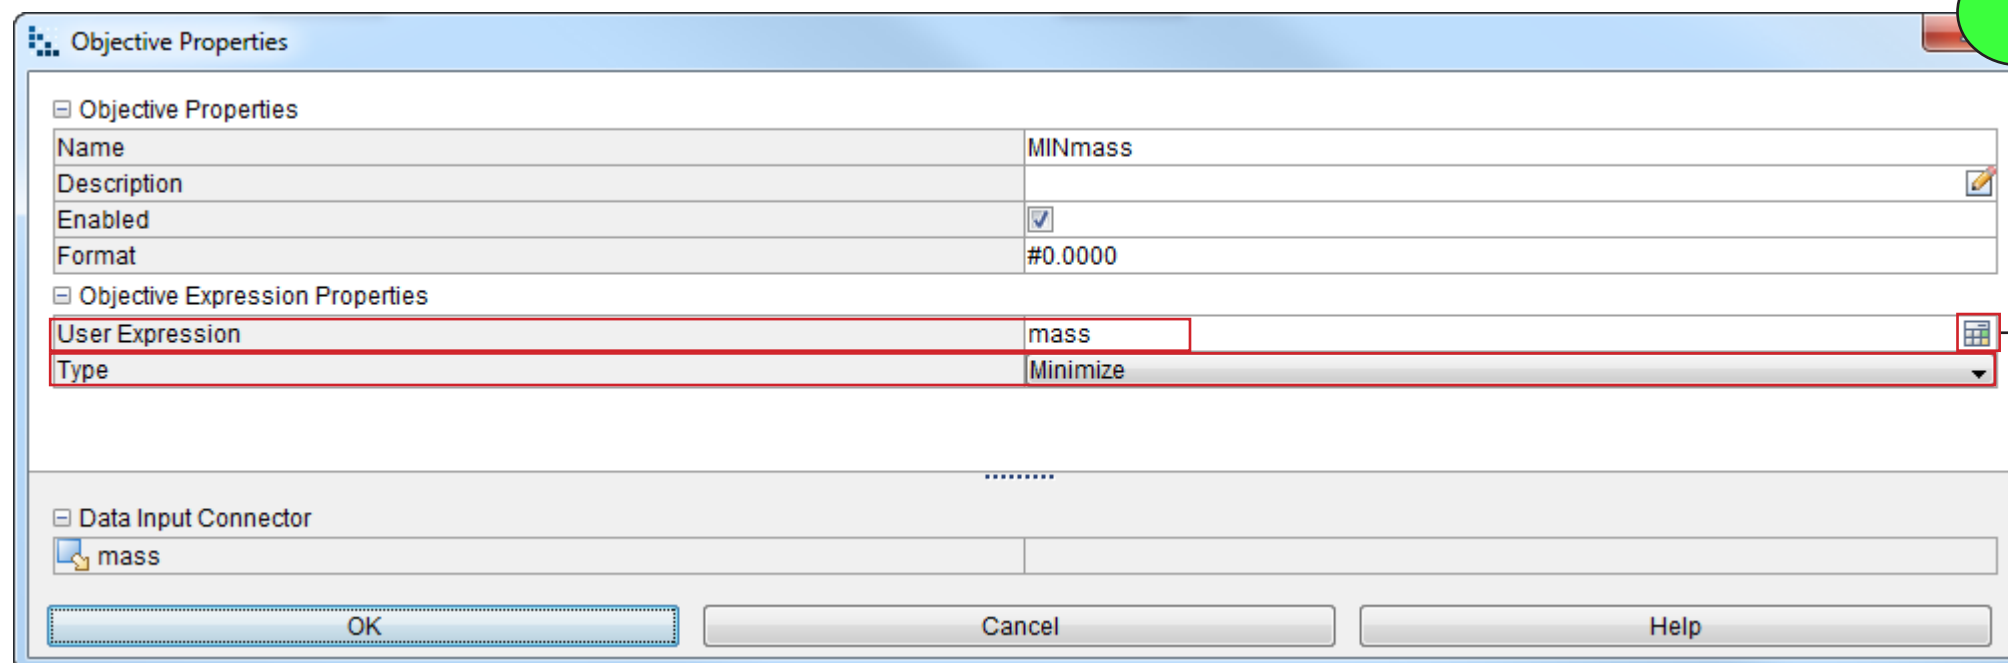 Objective Properties
Objective Properties
Name MINmass
Description
Enabled
Format #0.0000
Objective Expression Properties
User Expression mass
Type Minimize
Data Input Connector
mass
OK Cancel Help